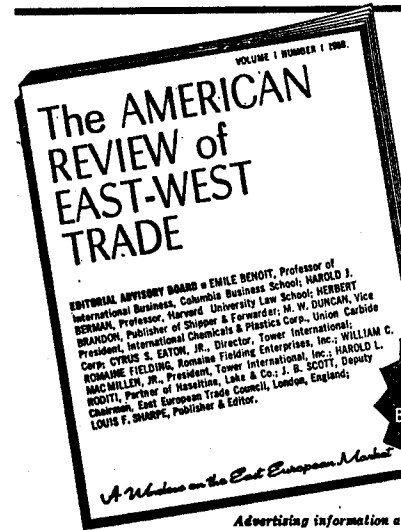 VOLUME 1 NUMBER 1 1968.
The AMERICAN
REVIEW of
EAST-WEST
TRADE
EDITORIAL ADVISORY BOARD • EMILE BENOIT, Professor of
International Business, Columbia Business School; HAROLD J.
BERMAN, Professor, Harvard University Law School; HERBERT
BRANDON, Publisher of Shipper & Forwarder; M. W. DUNCAN, Vice
President, International Chemicals & Plastics Corp., Union Carbide
Corp; CYRUS S. EATON, JR., Director, Tower International;
ROMAINE FIELDING, Romaine Fielding Enterprises, Inc.; WILLIAM C.
MAC MILLEN, JR., President, Tower International, Inc.; HAROLD L.
RODITI, Partner of Haseltine, Lake & Co.; J. B. SCOTT, Deputy
Chairman, East European Trade Council, London, England;
LOUIS F. SHARPE, Publisher & Editor.
A Window on the East European Market
Advertising information a